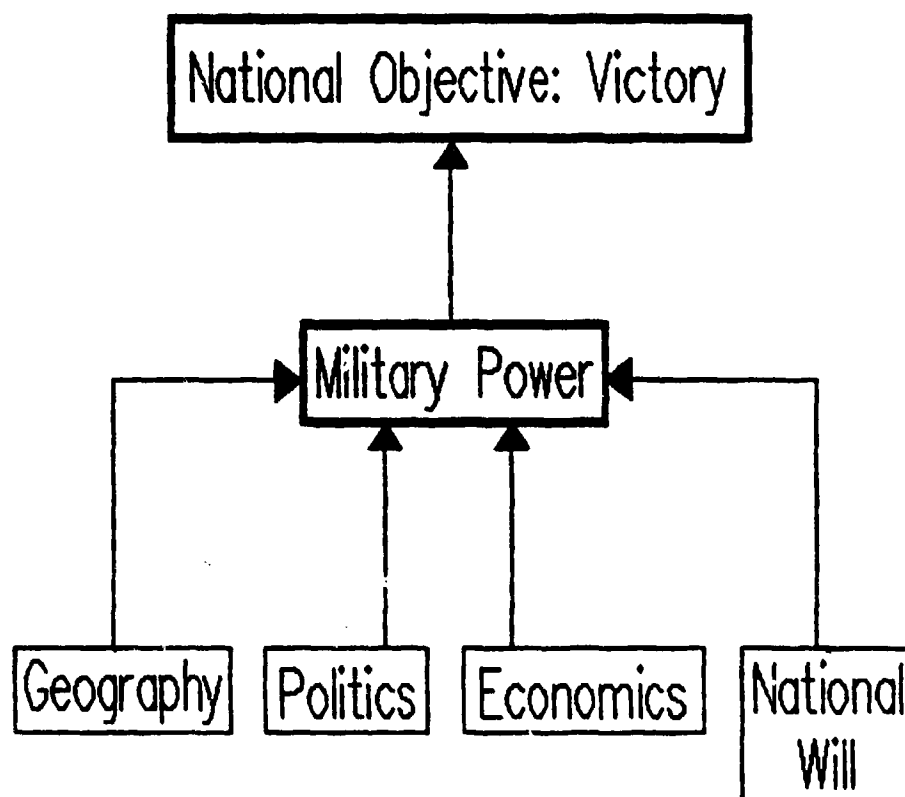 National Objective: Victory
Military Power
Geography
Politics
Economics
National
Will